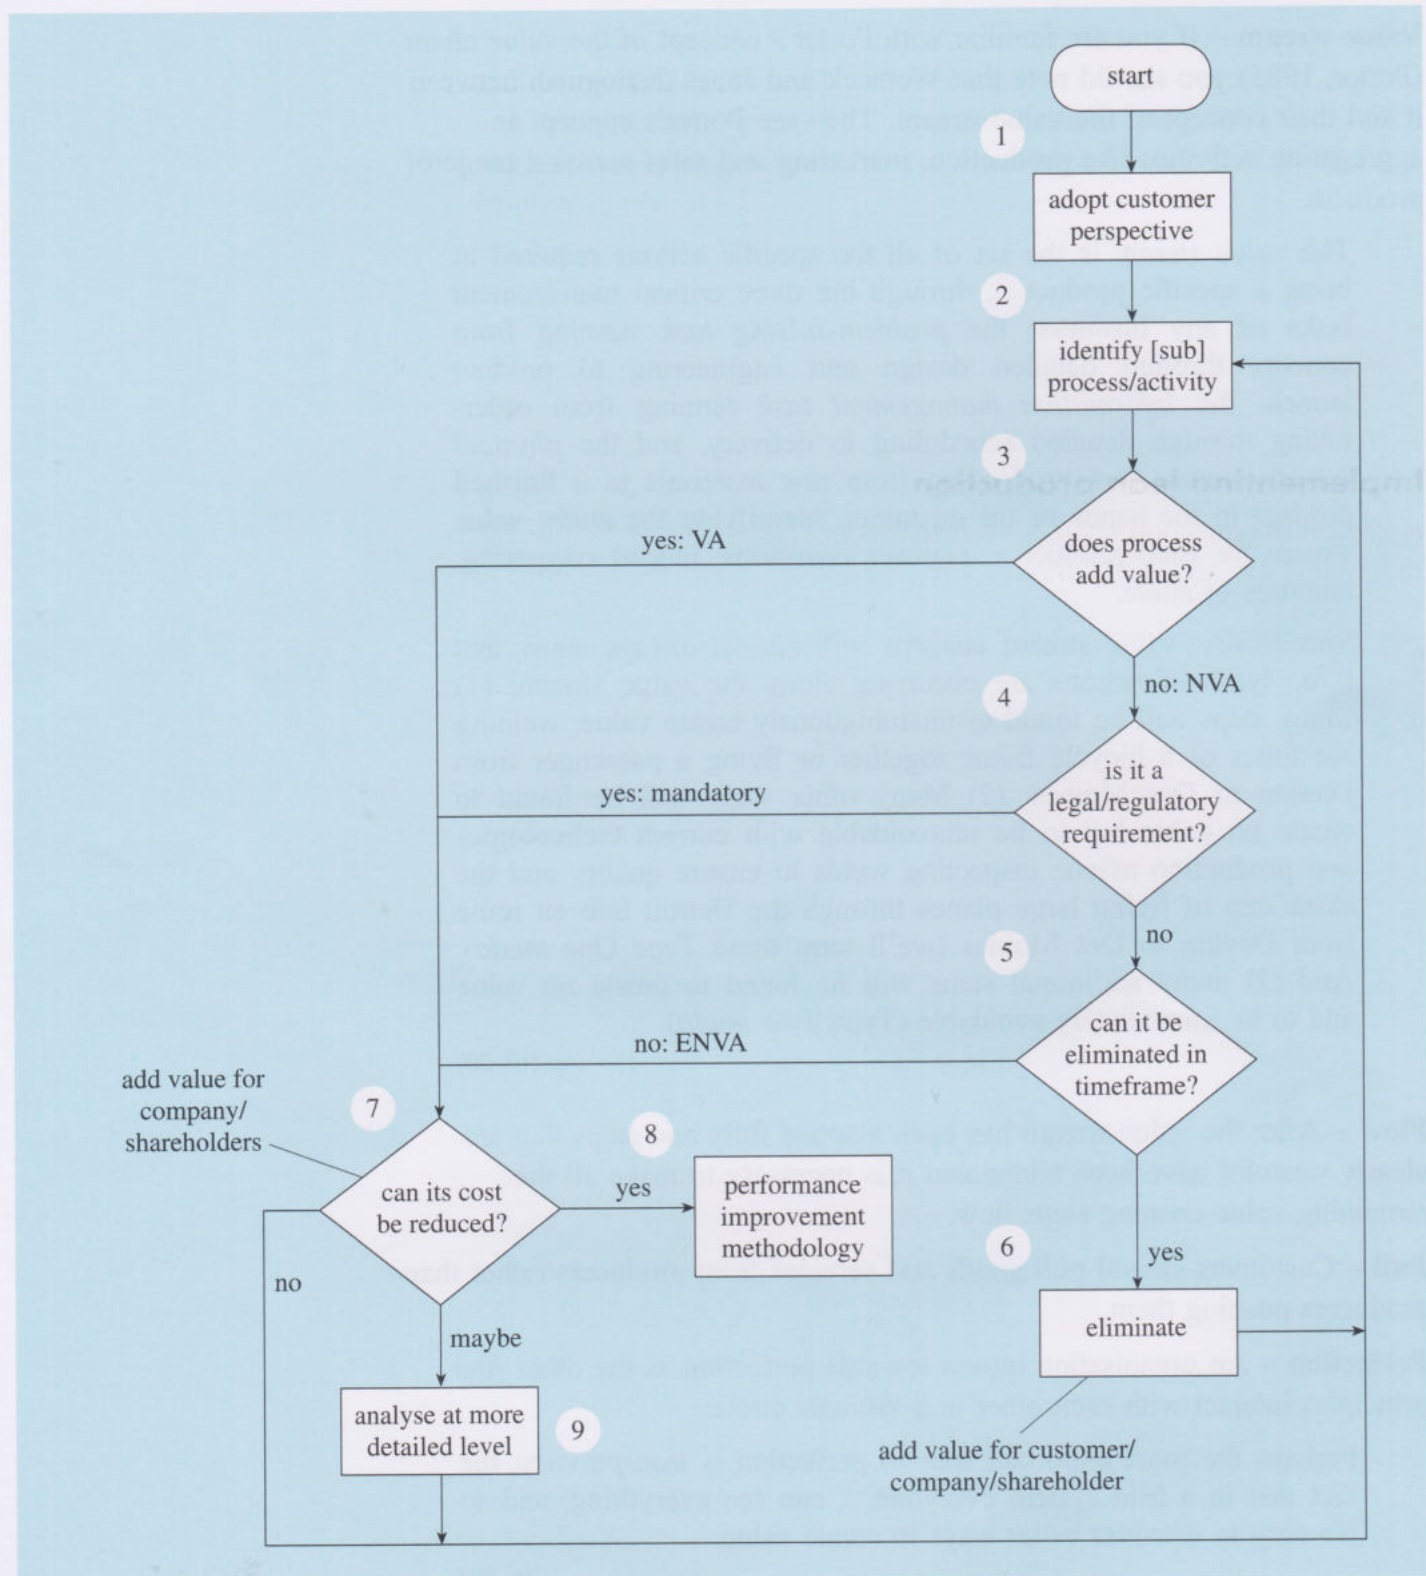 start
1
adopt customer
perspective
2
identify [sub]
process/activity
3
does process
add value?
yes: VA
no: NVA
4
is it a
legal/regulatory
requirement?
yes: mandatory
no
5
can it be
eliminated in
timeframe?
no: ENVA
add value for
company/
shareholders
7
can its cost
be reduced?
8
yes
performance
improvement
methodology
6
yes
eliminate
no
maybe
analyse at more
detailed level
9
add value for customer/
company/shareholder